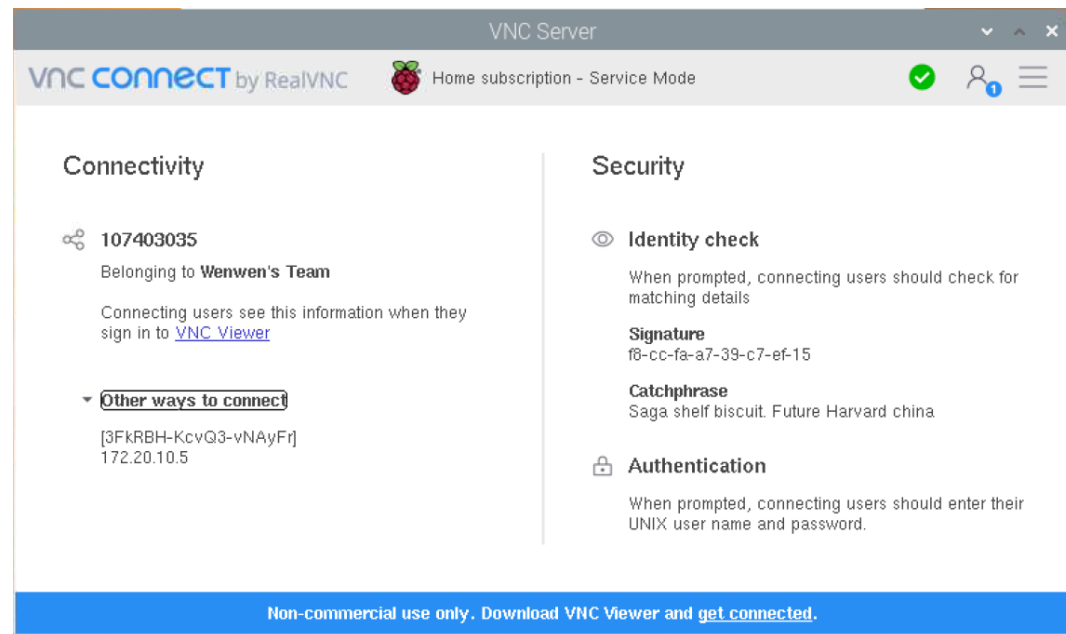 VNC Server
VNC CONNECT by RealVNC
Home subscription - Service Mode
1
Connectivity
107403035
Belonging to Wenwen's Team
Connecting users see this information when they
sign in to VNC Viewer
Other ways to connect
[3FkRBH-KcvQ3-vNAyFr]
172.20.10.5
Security
Identity check
When prompted, connecting users should check for
matching details
Signature
f8-cc-fa-a7-39-c7-ef-15
Catchphrase
Saga shelf biscuit. Future Harvard china
Authentication
When prompted, connecting users should enter their
UNIX user name and password.
Non-commercial use only. Download VNC Viewer and get connected.